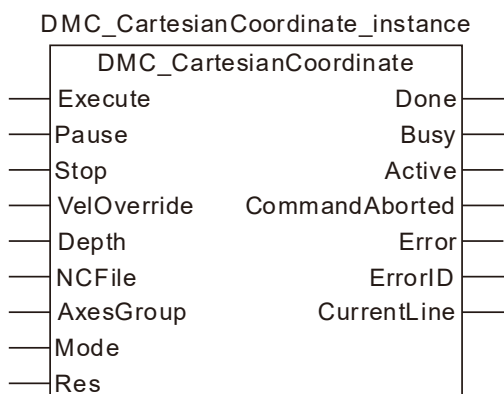 DMC_CartesianCoordinate_instance
DMC_CartesianCoordinate
Execute Done
Pause Busy
Stop Active
VelOverride CommandAborted
Depth Error
NCFile ErrorID
AxesGroup CurrentLine
Mode
Res